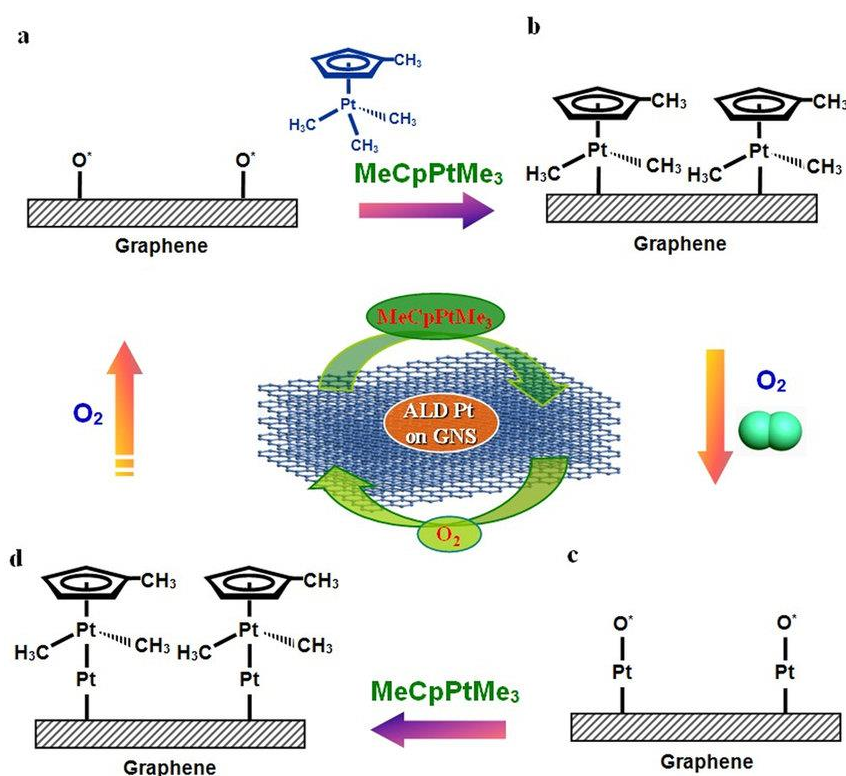 a
CH₃
Pt
H₃C
CH₃
CH₃
O*
O*
MeCpPtMe₃
Graphene
b
CH₃
CH₃
Pt
Pt
H₃C
CH₃
H₃C
CH₃
Graphene
MeCpPtMe₃
ALD Pt
on GNS
O₂
O₂
O₂
d
CH₃
CH₃
Pt
Pt
H₃C
CH₃
H₃C
CH₃
Pt
Pt
Graphene
MeCpPtMe₃
c
O*
O*
Pt
Pt
Graphene